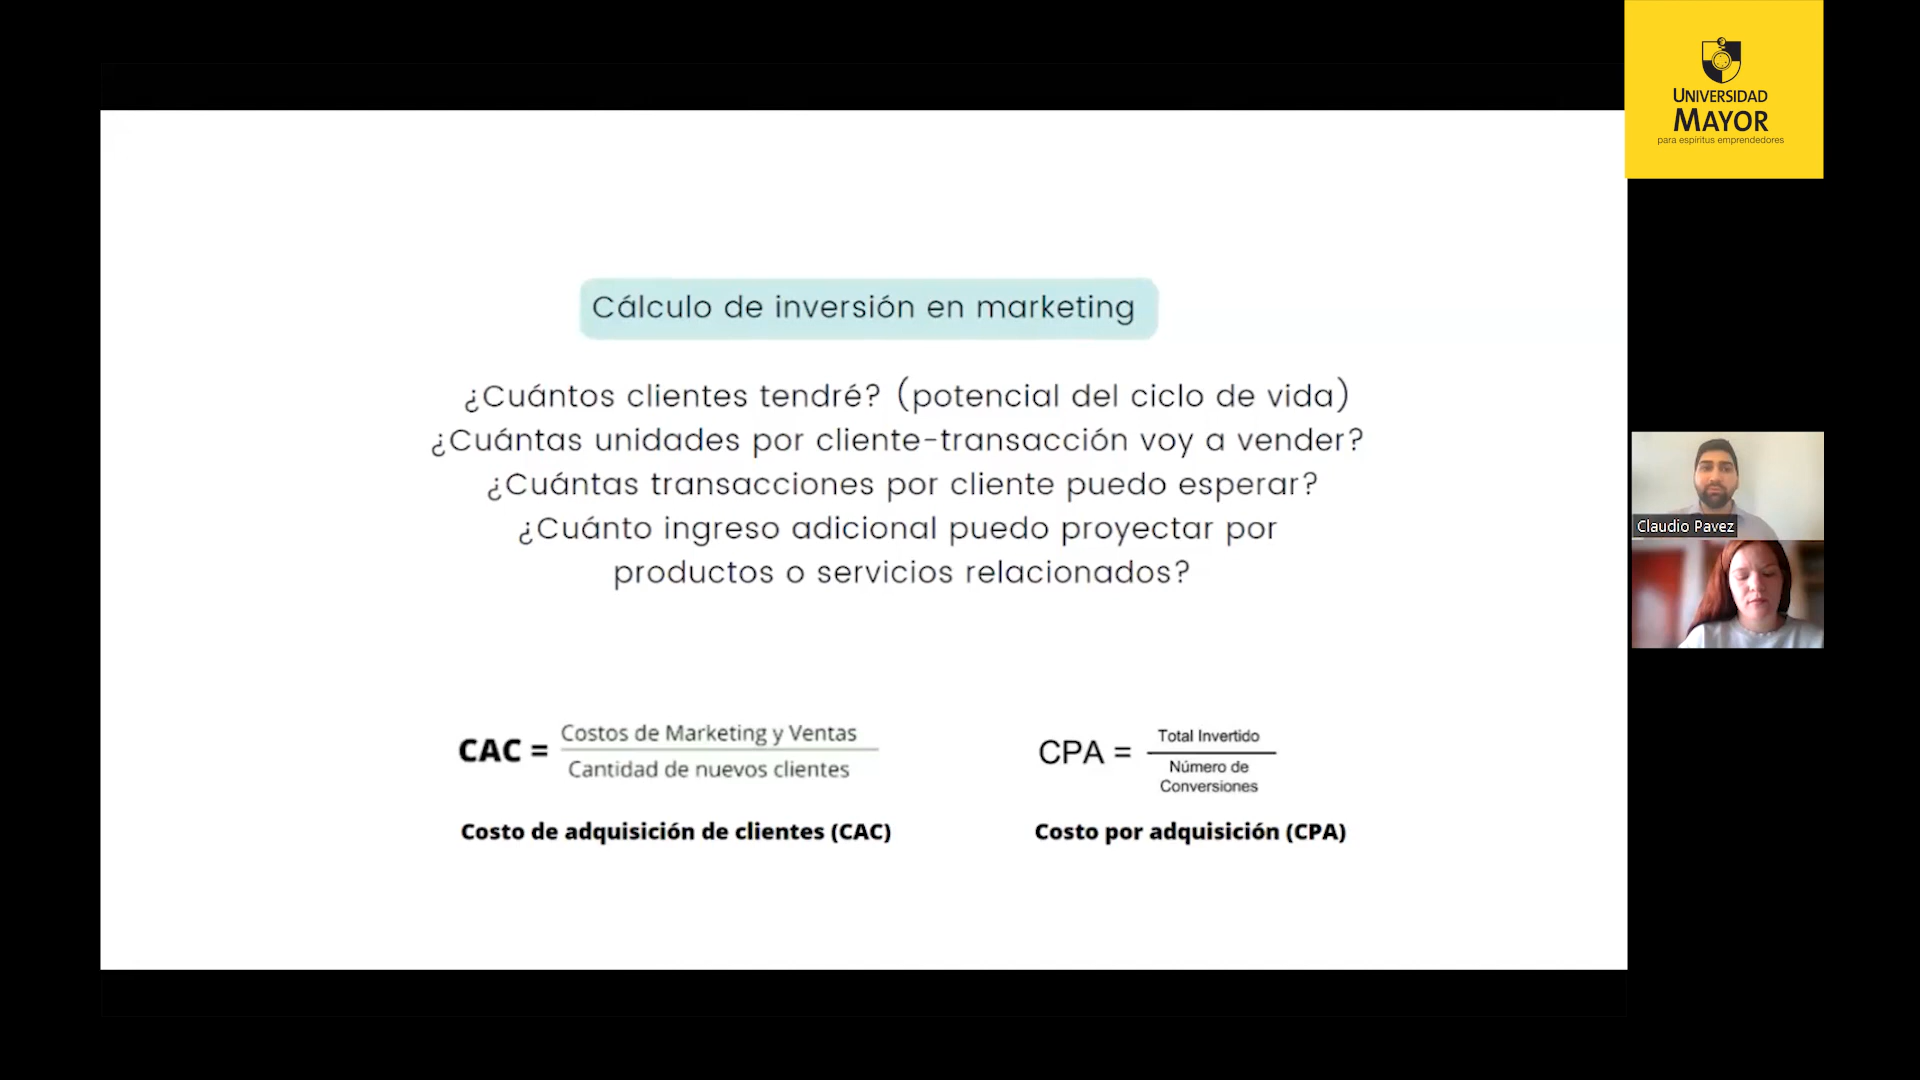 UNIVERSIDAD
MAYOR
para espíritus emprendedores
Cálculo de inversión en marketing
¿Cuántos clientes tendré? (potencial del ciclo de vida)
¿Cuántas unidades por cliente-transacción voy a vender?
¿Cuántas transacciones por cliente puedo esperar?
¿Cuánto ingreso adicional puedo proyectar por
productos o servicios relacionados?
Claudio Pavez
CAC = Costos de Marketing y Ventas
Cantidad de nuevos clientes
Costo de adquisición de clientes (CAC)
CPA = Total Invertido
Número de
Conversiones
Costo por adquisición (CPA)